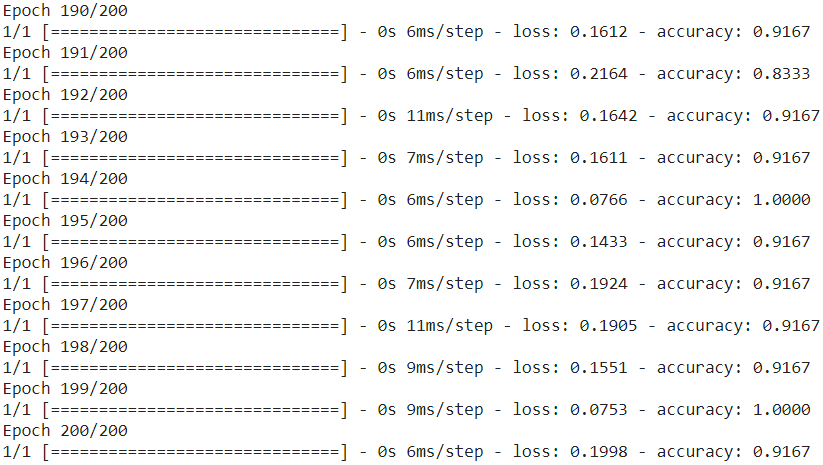 Epoch 190/200
1/1 [==============================] - 0s 6ms/step - loss: 0.1612 - accuracy: 0.9167
Epoch 191/200
1/1 [==============================] - 0s 6ms/step - loss: 0.2164 - accuracy: 0.8333
Epoch 192/200
1/1 [==============================] - 0s 11ms/step - loss: 0.1642 - accuracy: 0.9167
Epoch 193/200
1/1 [==============================] - 0s 7ms/step - loss: 0.1611 - accuracy: 0.9167
Epoch 194/200
1/1 [==============================] - 0s 6ms/step - loss: 0.0766 - accuracy: 1.0000
Epoch 195/200
1/1 [==============================] - 0s 6ms/step - loss: 0.1433 - accuracy: 0.9167
Epoch 196/200
1/1 [==============================] - 0s 7ms/step - loss: 0.1924 - accuracy: 0.9167
Epoch 197/200
1/1 [==============================] - 0s 11ms/step - loss: 0.1905 - accuracy: 0.9167
Epoch 198/200
1/1 [==============================] - 0s 9ms/step - loss: 0.1551 - accuracy: 0.9167
Epoch 199/200
1/1 [==============================] - 0s 9ms/step - loss: 0.0753 - accuracy: 1.0000
Epoch 200/200
1/1 [==============================] - 0s 6ms/step - loss: 0.1998 - accuracy: 0.9167